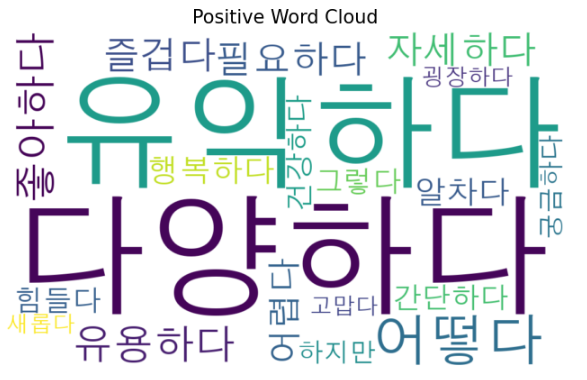 Positive Word Cloud
즐겁다
필요하다
자세하다
굉장하다
좋아하다
유익하다
행복하다
건강하다
그렇다
알차다
궁금하다
다양하다
힘들다
새롭다
유용하다
어렵다
고맙다
하지만
간단하다
어떻다